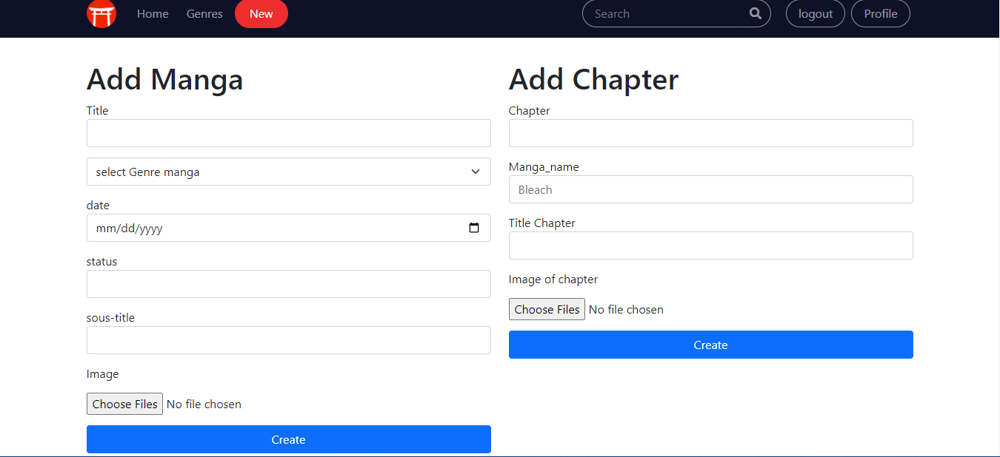 Home Genres New Search logout Profile
Add Manga
Title
select Genre manga
date
mm/dd/yyyy
status
sous-title
Image
Choose Files No file chosen
Create
Add Chapter
Chapter
Manga_name
Bleach
Title Chapter
Image of chapter
Choose Files No file chosen
Create